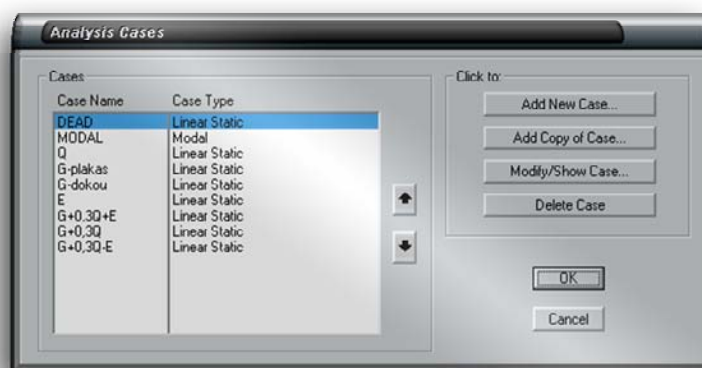 Analysis Cases
Cases
Case Name Case Type
DEAD Linear Static
MODAL Modal
Q Linear Static
G-plakas Linear Static
G-dokou Linear Static
E Linear Static
G+0,3Q+E Linear Static
G+0,3Q Linear Static
G+0,3Q-E Linear Static
Click to:
Add New Case...
Add Copy of Case...
Modify/Show Case...
Delete Case
OK
Cancel